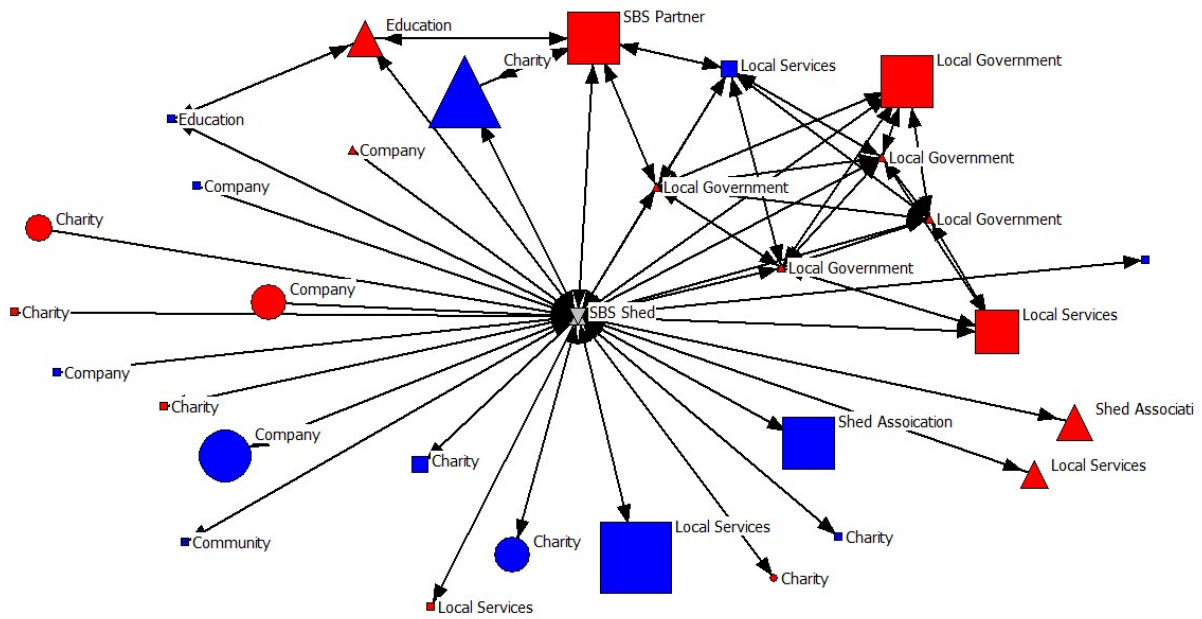 SBS Partner
Education
Charity
Local Services
Local Government
Education
Company
Local Government
Company
Local Government
Charity
Local Government
Local Government
Company
Charity
SBS Shed
Local Services
Company
Charity
Shed Associati
Company
Shed Assoication
Charity
Local Services
Local Services
Community
Charity
Charity
Charity
Local Services